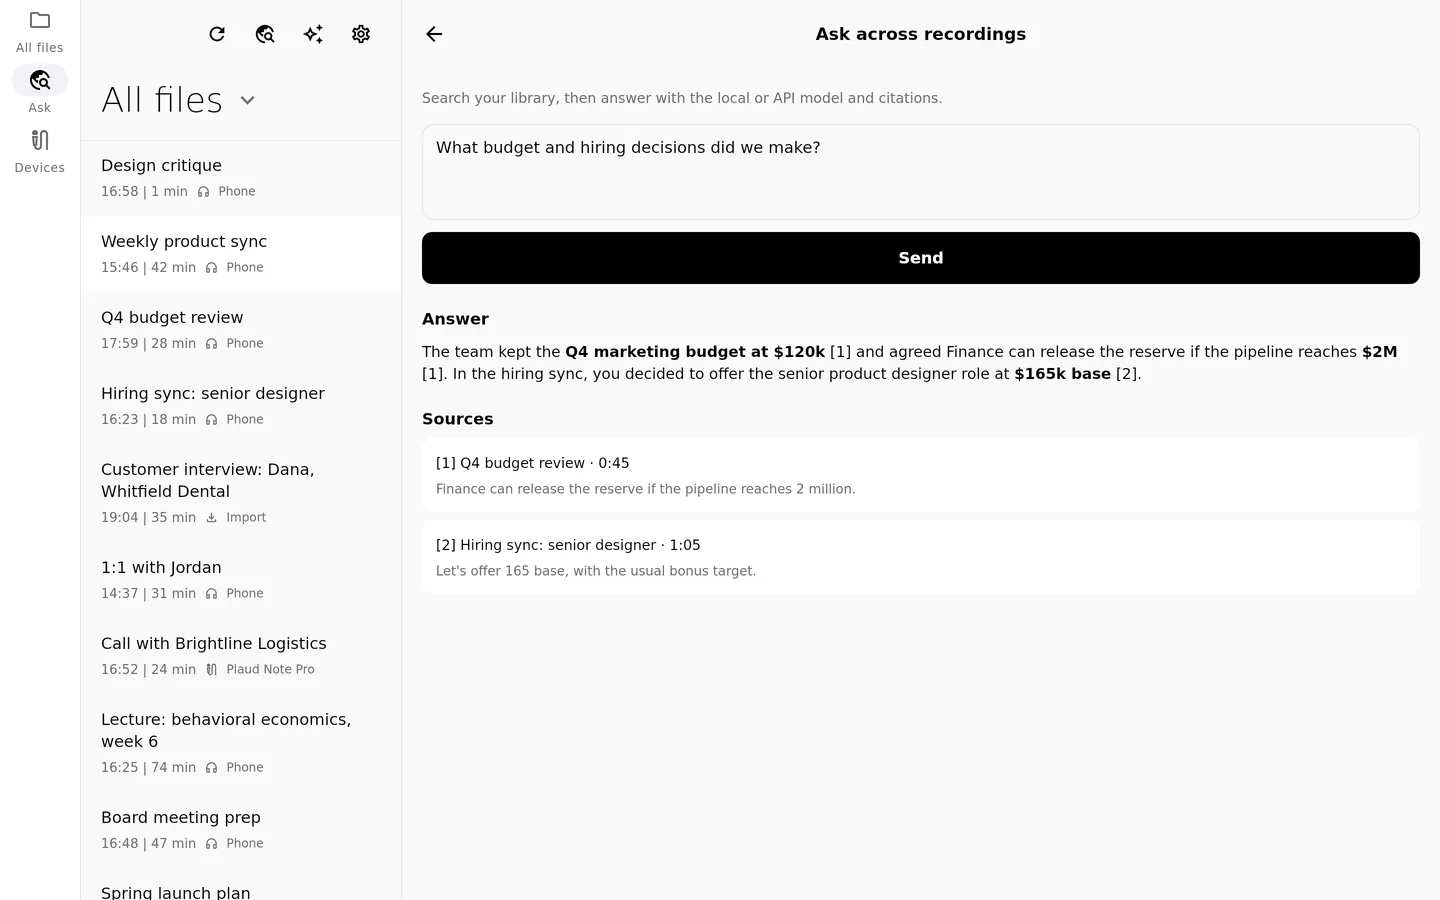 All files
Ask
Devices
All files
Design critique
16:58 | 1 min Phone
Weekly product sync
15:46 | 42 min Phone
Q4 budget review
17:59 | 28 min Phone
Hiring sync: senior designer
16:23 | 18 min Phone
Customer interview: Dana,
Whitfield Dental
19:04 | 35 min Import
1:1 with Jordan
14:37 | 31 min Phone
Call with Brightline Logistics
16:52 | 24 min Plaud Note Pro
Lecture: behavioral economics,
week 6
16:25 | 74 min Phone
Board meeting prep
16:48 | 47 min Phone
Spring launch plan
Ask across recordings
Search your library, then answer with the local or API model and citations.
What budget and hiring decisions did we make?
Send
Answer
The team kept the Q4 marketing budget at $120k [1] and agreed Finance can release the reserve if the pipeline reaches $2M
[1]. In the hiring sync, you decided to offer the senior product designer role at $165k base [2].
Sources
[1] Q4 budget review · 0:45
Finance can release the reserve if the pipeline reaches 2 million.
[2] Hiring sync: senior designer · 1:05
Let's offer 165 base, with the usual bonus target.